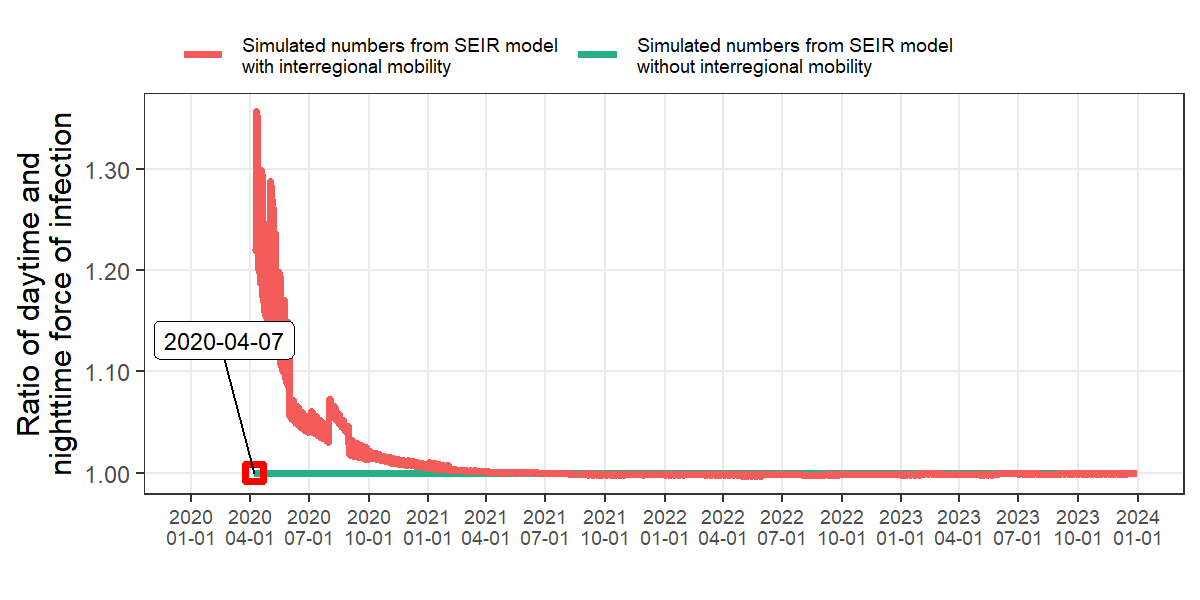 Simulated numbers from SEIR model
with interregional mobility
Simulated numbers from SEIR model
without interregional mobility
Ratio of daytime and
nighttime force of infection
1.30
1.20
1.10
1.00
2020-04-07
2020 2020 2020 2020 2021 2021 2021 2021 2022 2022 2022 2022 2023 2023 2023 2023 2024
01-01 04-01 07-01 10-01 01-01 04-01 07-01 10-01 01-01 04-01 07-01 10-01 01-01 04-01 07-01 10-01 01-01